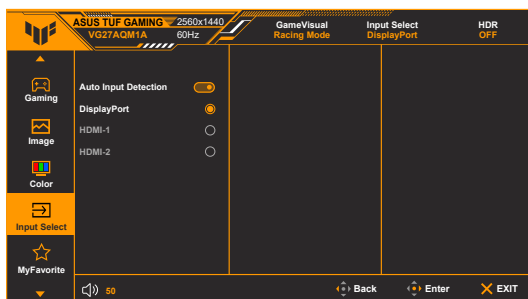 ASUS TUF GAMING 2560x1440
VG27AQM1A 60Hz
GameVisual
Racing Mode
Input Select
DisplayPort
HDR
OFF
Gaming
Image
Color
Input Select
MyFavorite
Auto Input Detection
DisplayPort
HDMI-1
HDMI-2
50
Back
Enter
EXIT